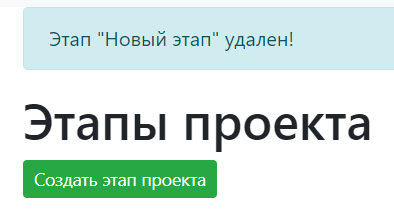 Этап "Новый этап" удален!
Этапы проекта
Создать этап проекта